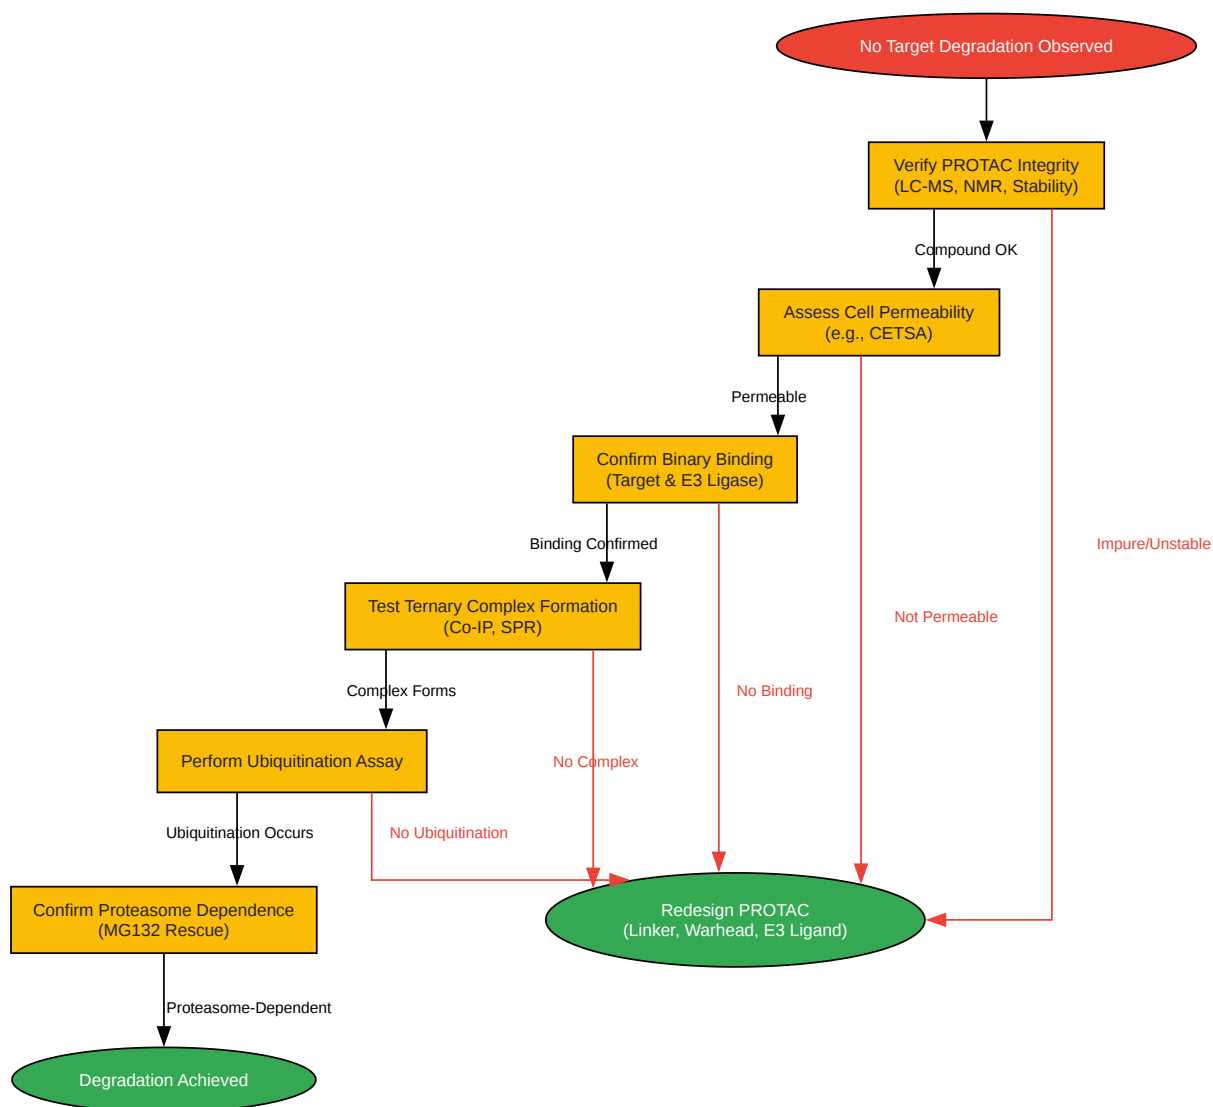 No Target Degradation Observed
Verify PROTAC Integrity
(LC-MS, NMR, Stability)
Compound OK
Assess Cell Permeability
(e.g., CETSA)
Permeable
Confirm Binary Binding
(Target & E3 Ligase)
Binding Confirmed
Impure/Unstable
Test Ternary Complex Formation
(Co-IP, SPR)
Not Permeable
Complex Forms
No Binding
Perform Ubiquitination Assay
No Complex
Ubiquitination Occurs
No Ubiquitination
Confirm Proteasome Dependence
(MG132 Rescue)
Redesign PROTAC
(Linker, Warhead, E3 Ligand)
Proteasome-Dependent
Degradation Achieved